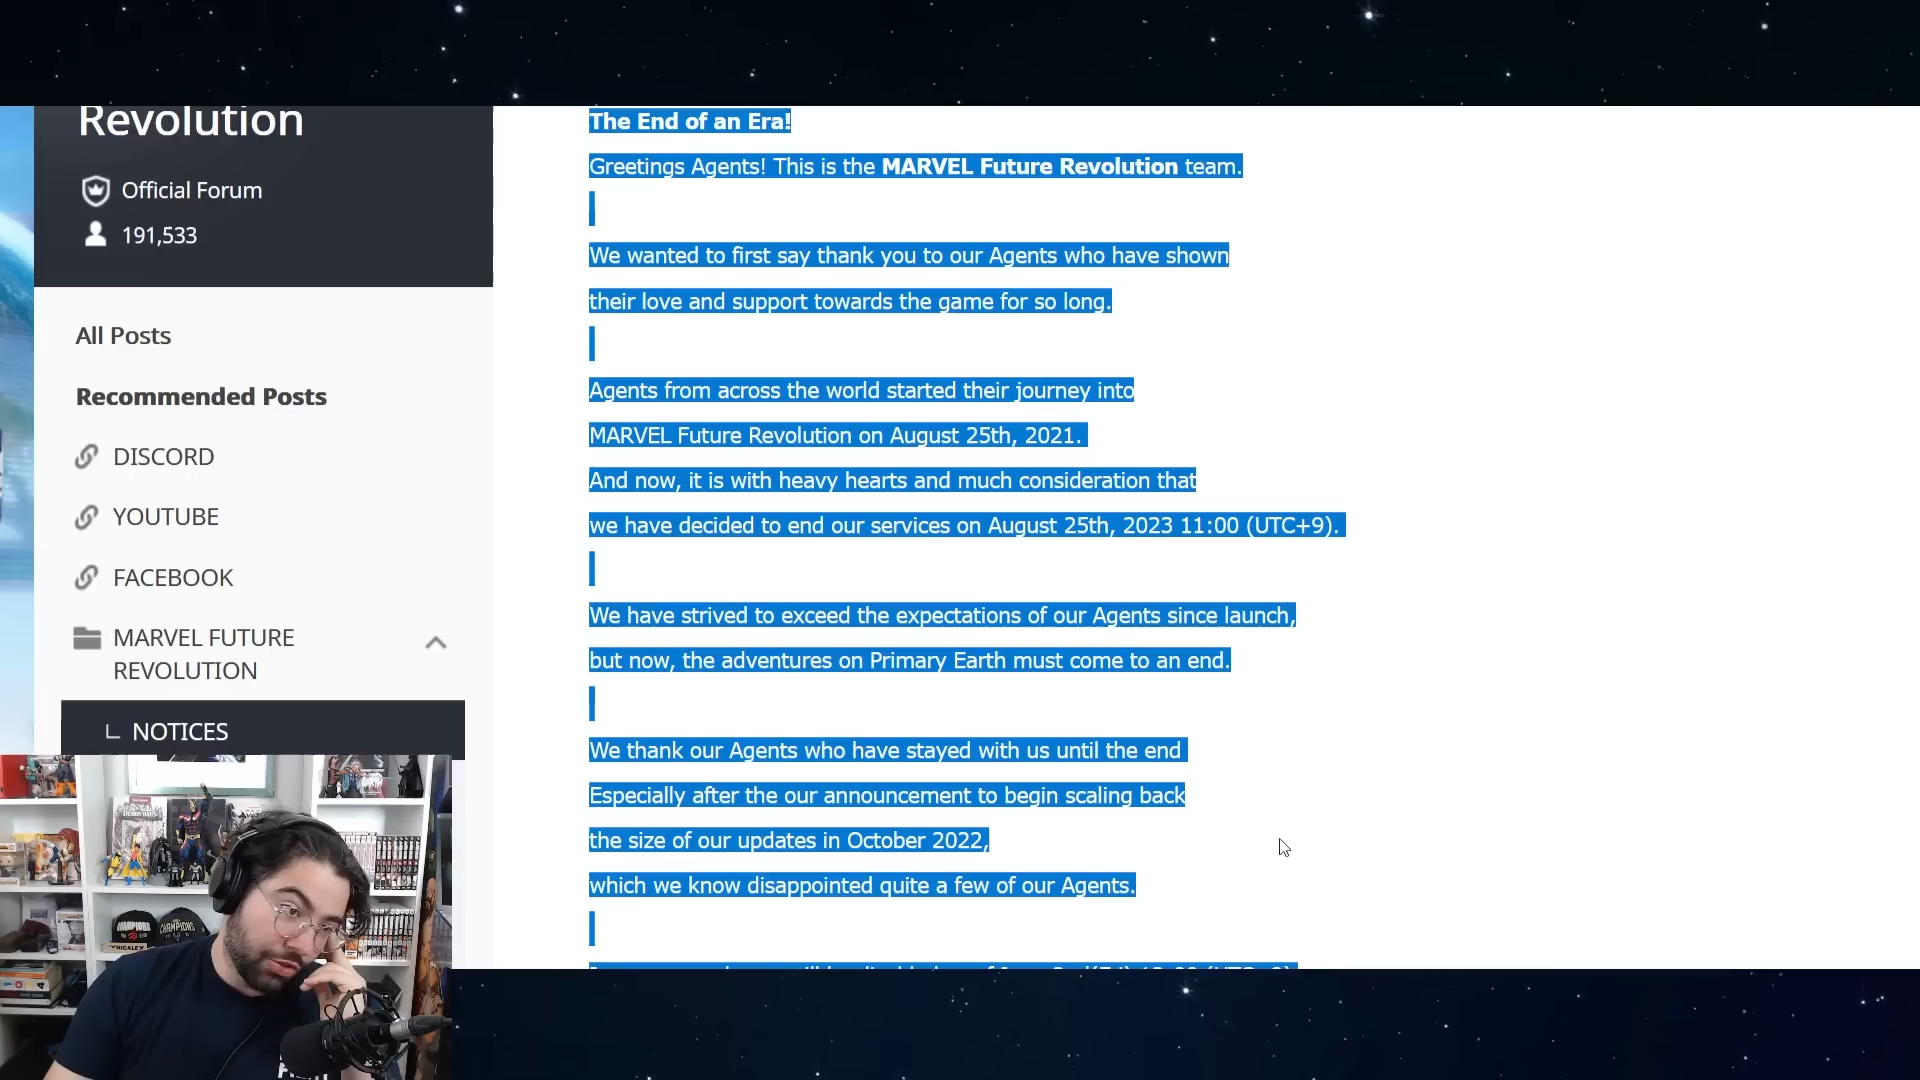 Revolution
Official Forum
191,533
All Posts
Recommended Posts
DISCORD
YOUTUBE
FACEBOOK
MARVEL FUTURE
REVOLUTION
NOTICES
The End of an Era!
Greetings Agents! This is the MARVEL Future Revolution team.
We wanted to first say thank you to our Agents who have shown
their love and support towards the game for so long.
Agents from across the world started their journey into
MARVEL Future Revolution on August 25th, 2021.
And now, it is with heavy hearts and much consideration that
we have decided to end our services on August 25th, 2023 11:00 (UTC+9).
We have strived to exceed the expectations of our Agents since launch,
but now, the adventures on Primary Earth must come to an end.
We thank our Agents who have stayed with us until the end
Especially after the our announcement to begin scaling back
the size of our updates in October 2022,
which we know disappointed quite a few of our Agents.
CHAMPIONS
CHAMPIONS